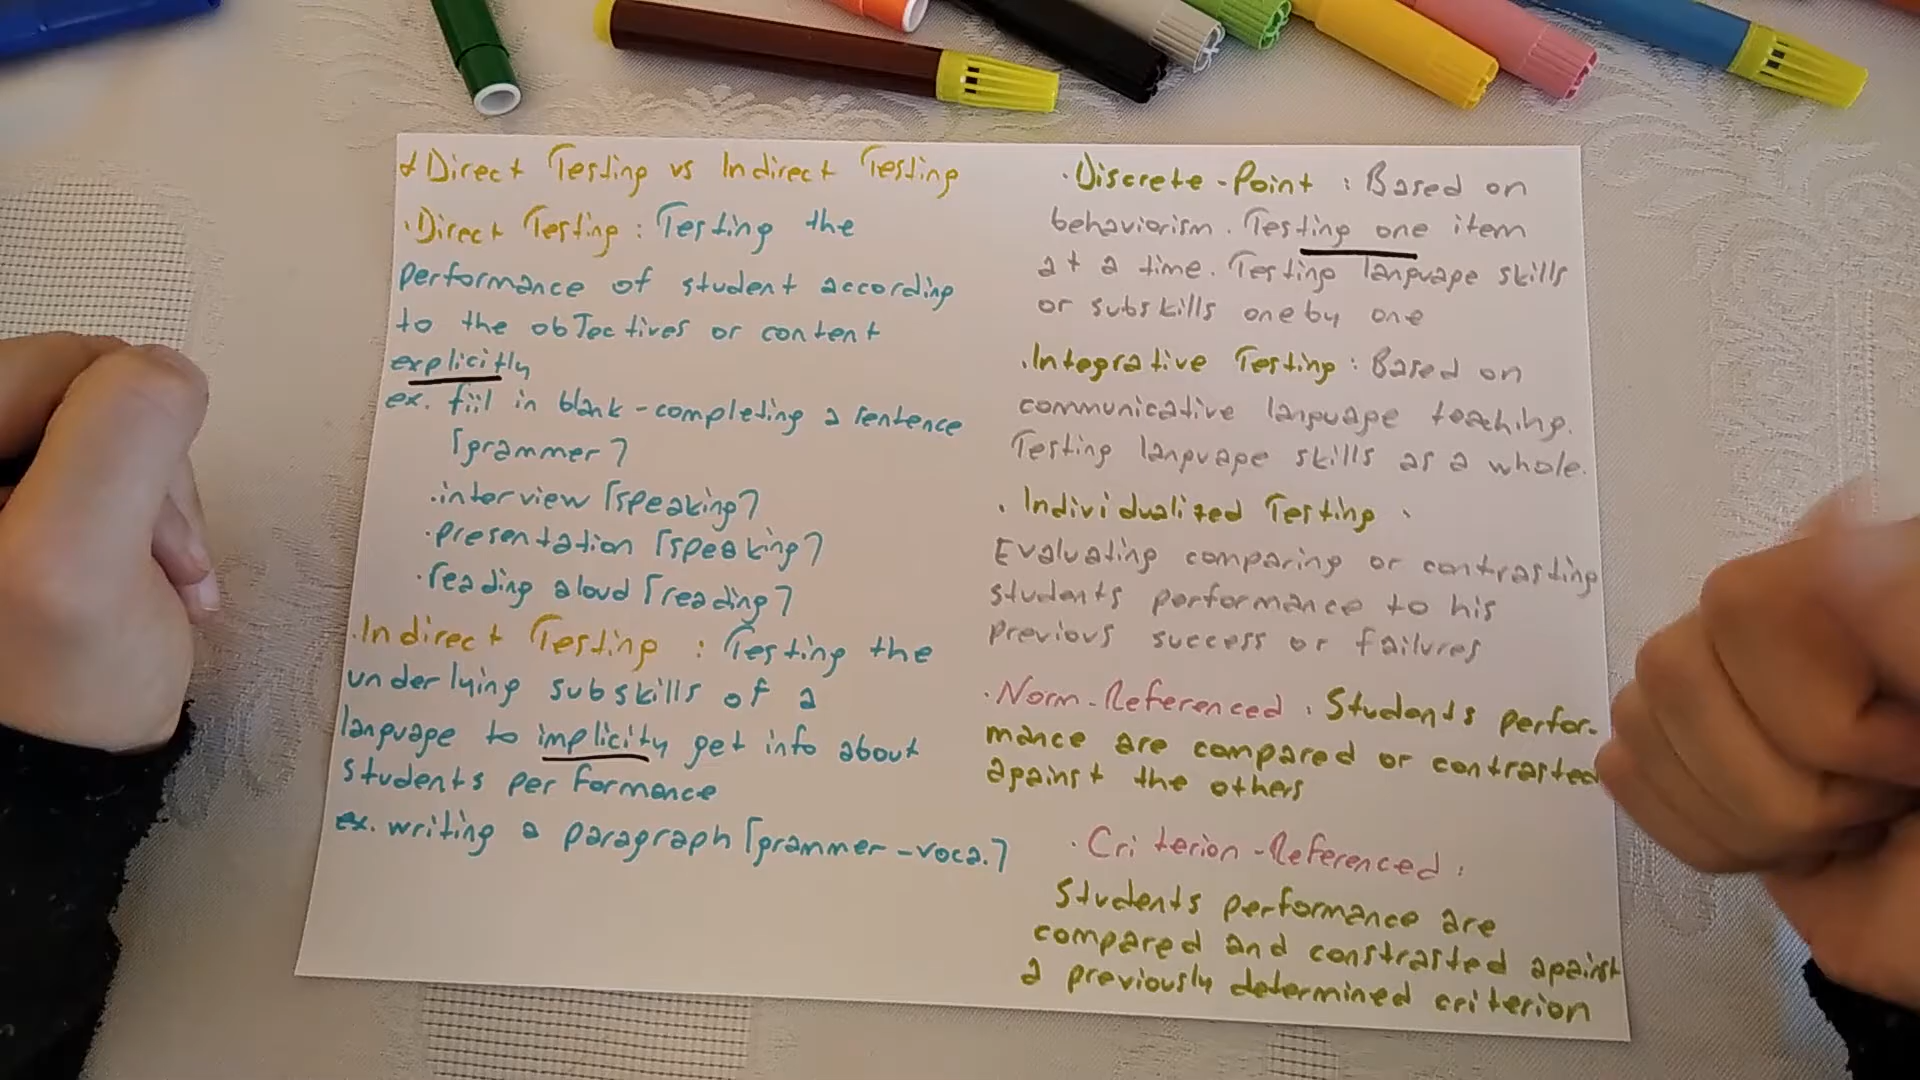 * Direct Testing vs Indirect Testing
· Direct Testing : Testing the
performance of student according
to the objectives or content
explicitly
ex. fiil in blank - completing a sentence
[grammer]
· interview [speaking]
· presentation [speaking]
· reading aloud [reading]
· Indirect Testing : Testing the
underlying subskills of a
language to implicity get info about
students performance
ex. writing a paragraph [grammer - voca.]
· Discrete - Point : Based on
behaviorism. Testing one item
at a time. Testing language skills
or subskills one by one
· Integrative Testing : Based on
communicative language teaching.
Testing language skills as a whole.
· Individualized Testing :
Evaluating comparing or contrasting
students performance to his
previous success or failures
· Norm - Referenced : Students perfor-
mance are compared or contrasted
against the others
· Criterion - Referenced :
Students performance are
compared and constrasted against
a previously determined criterion